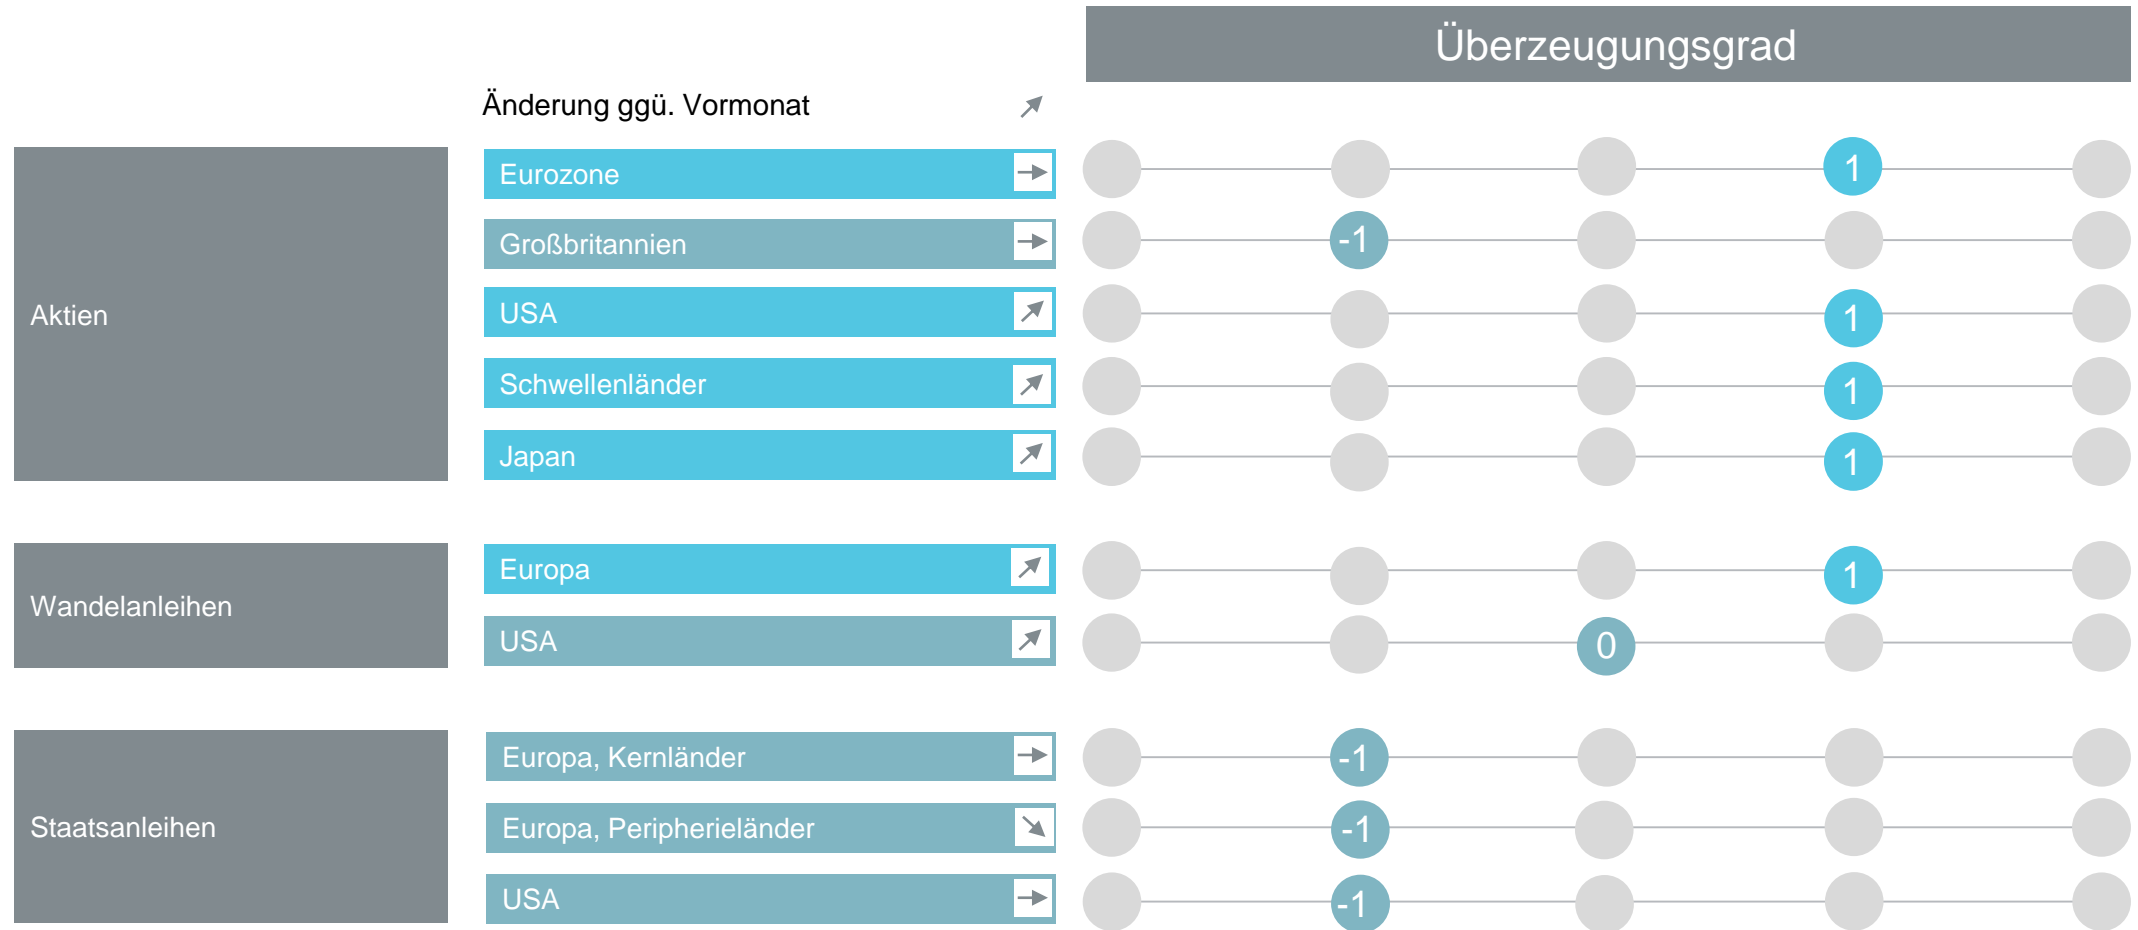 Überzeugungsgrad
Änderung ggü. Vormonat
Aktien
Eurozone
1
Großbritannien
-1
USA
1
Schwellenländer
1
Japan
1
Wandelanleihen
Europa
1
USA
0
Staatsanleihen
Europa, Kernländer
-1
Europa, Peripherieländer
-1
USA
-1